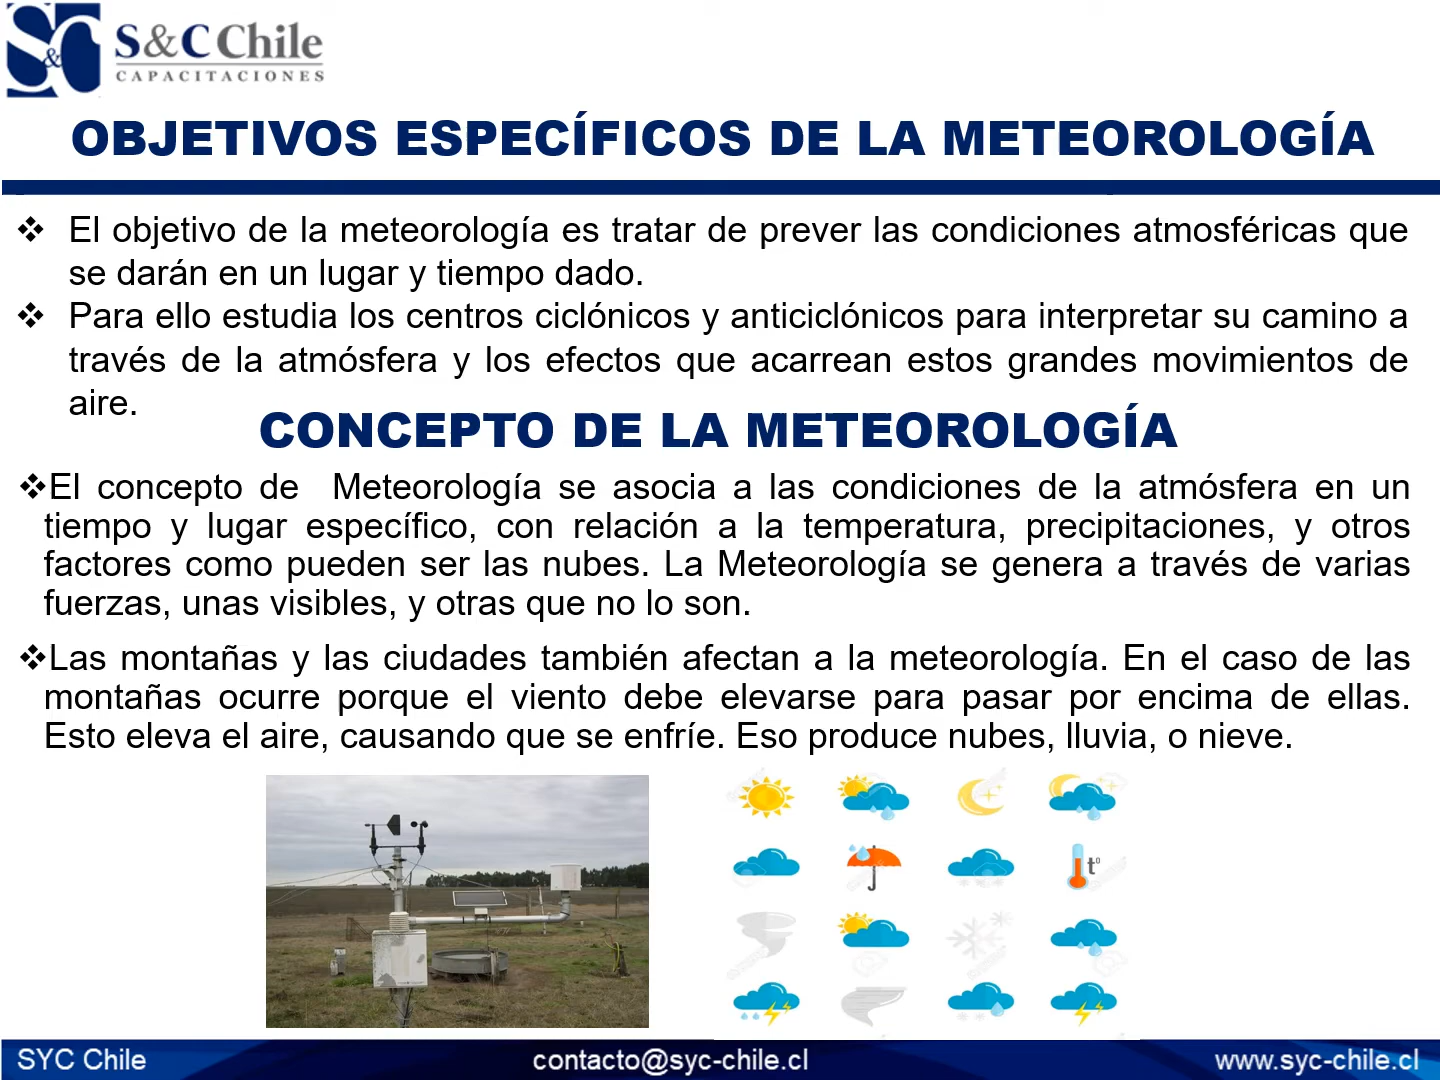 S&C
S&C Chile
CAPACITACIONES
OBJETIVOS ESPECÍFICOS DE LA METEOROLOGÍA
❖ El objetivo de la meteorología es tratar de prever las condiciones atmosféricas que
se darán en un lugar y tiempo dado.
❖ Para ello estudia los centros ciclónicos y anticiclónicos para interpretar su camino a
través de la atmósfera y los efectos que acarrean estos grandes movimientos de
aire.
CONCEPTO DE LA METEOROLOGÍA
❖El concepto de Meteorología se asocia a las condiciones de la atmósfera en un
tiempo y lugar específico, con relación a la temperatura, precipitaciones, y otros
factores como pueden ser las nubes. La Meteorología se genera a través de varias
fuerzas, unas visibles, y otras que no lo son.
❖Las montañas y las ciudades también afectan a la meteorología. En el caso de las
montañas ocurre porque el viento debe elevarse para pasar por encima de ellas.
Esto eleva el aire, causando que se enfríe. Eso produce nubes, lluvia, o nieve.
t⁰
SYC Chile
contacto@syc-chile.cl
www.syc-chile.cl